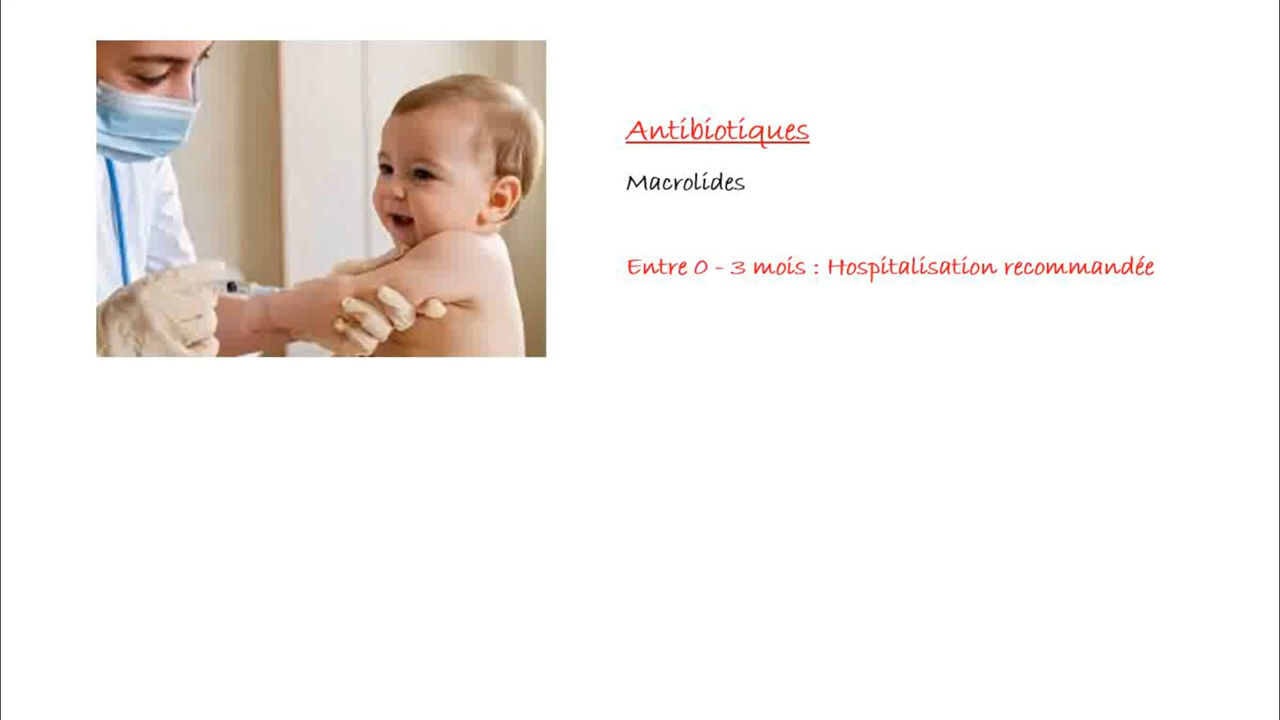 Antibiotiques
Macrolides
Entre 0 - 3 mois : Hospitalisation recommandée